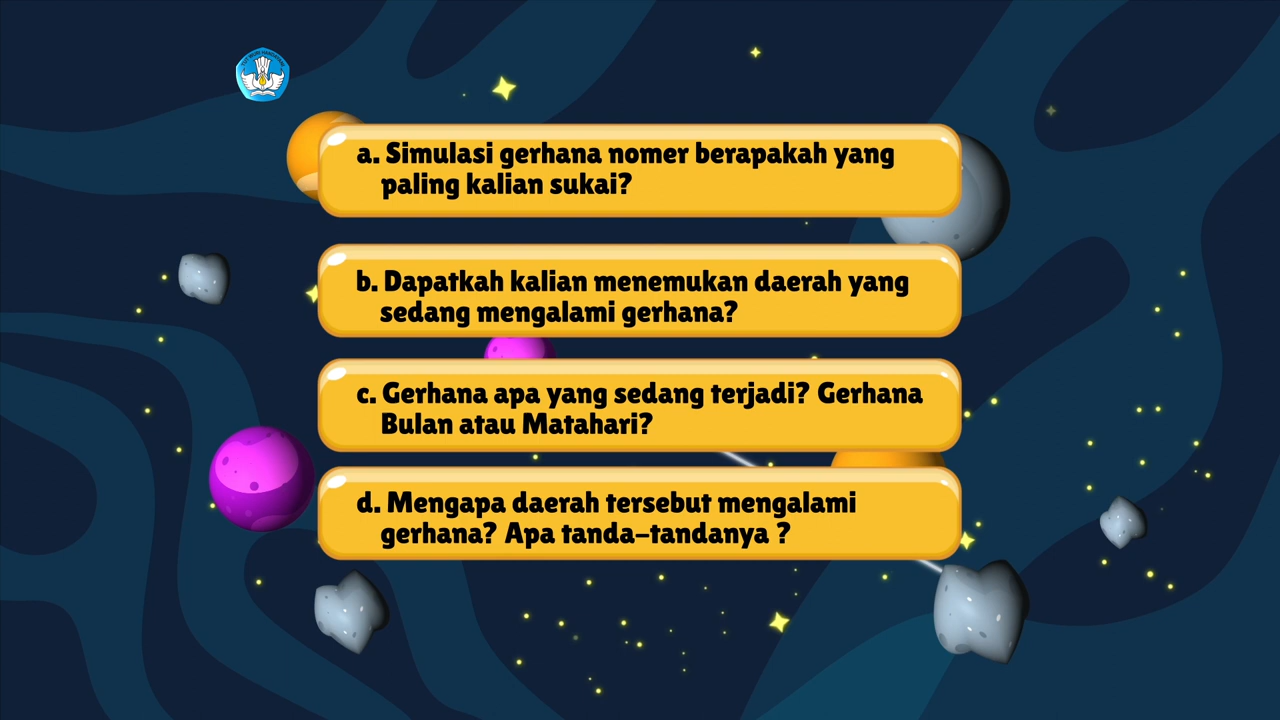 a. Simulasi gerhana nomer berapakah yang
paling kalian sukai?
b. Dapatkah kalian menemukan daerah yang
sedang mengalami gerhana?
c. Gerhana apa yang sedang terjadi? Gerhana
Bulan atau Matahari?
d. Mengapa daerah tersebut mengalami
gerhana? Apa tanda-tandanya ?